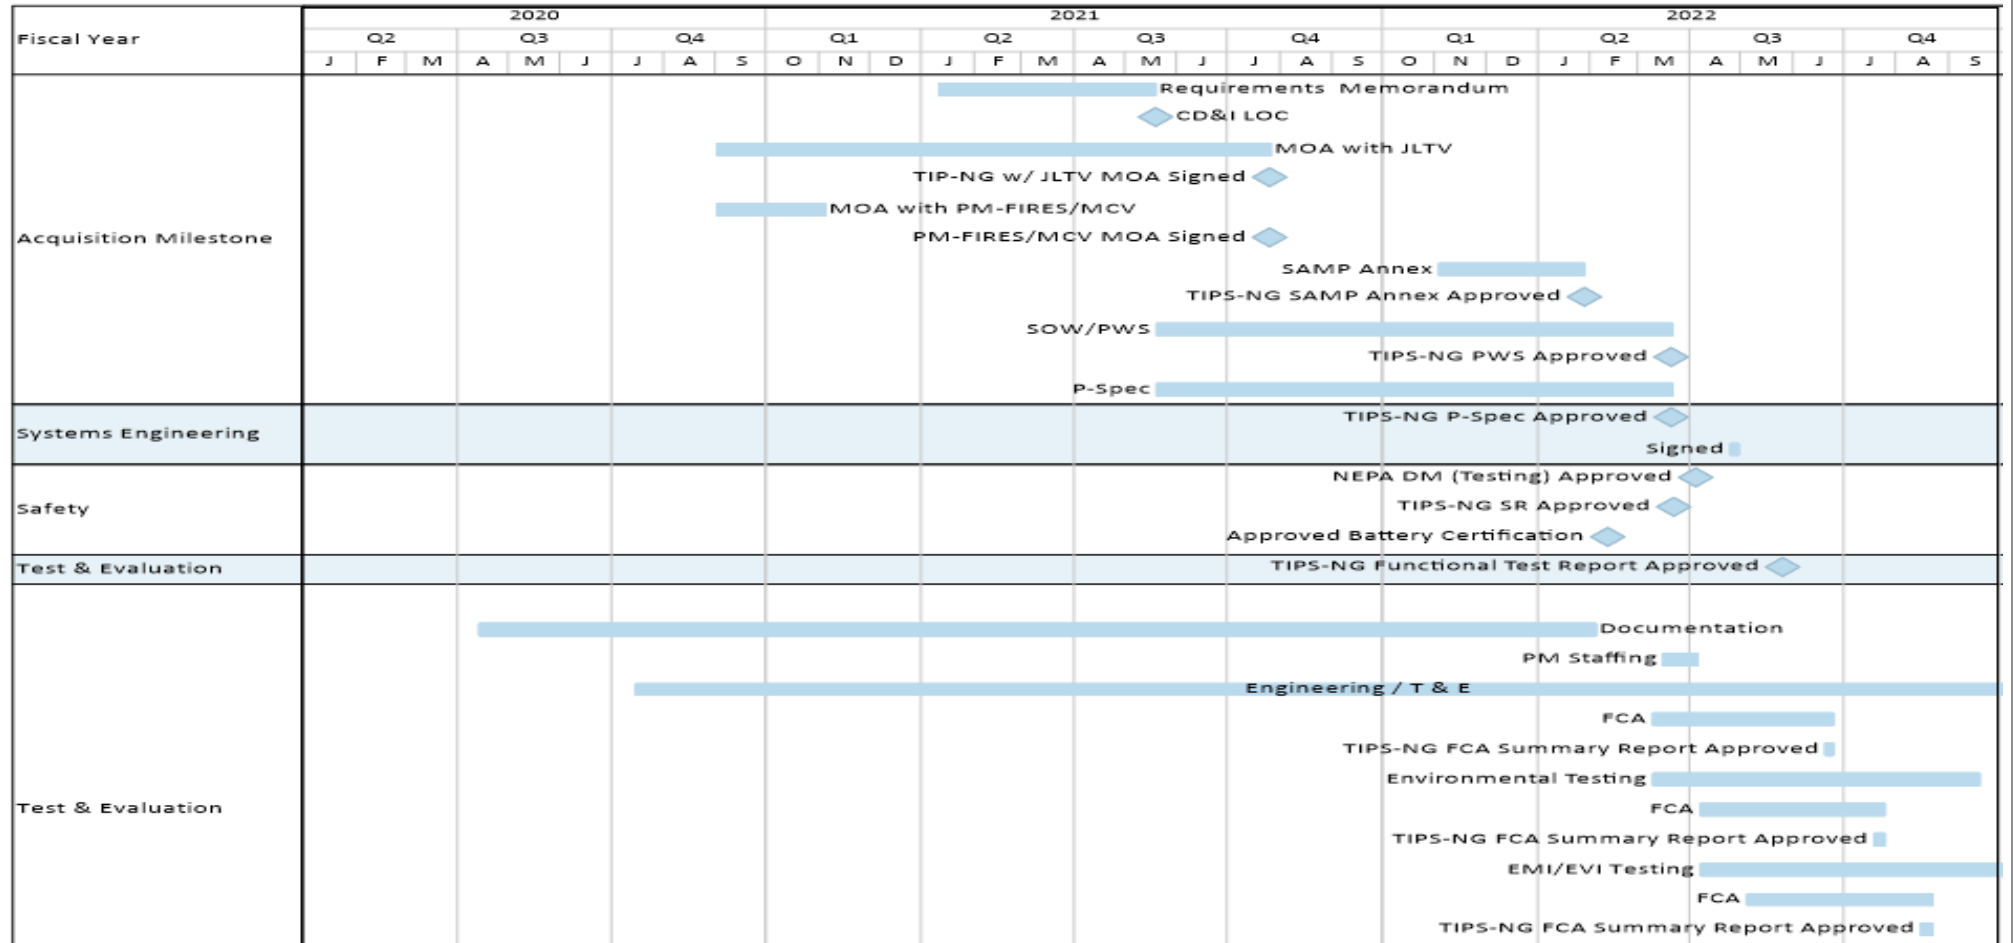 2020 2021 2022
Fiscal Year
Q2 Q3 Q4 Q1 Q2 Q3 Q4 Q1 Q2 Q3 Q4
J F M A M J J A S O N D J F M A M J J A S O N D J F M A M J J A S
Requirements Memorandum
CD&I LOC
MOA with JLTV
TIP-NG w/ JLTV MOA Signed
MOA with PM-FIRES/MCV
Acquisition Milestone
PM-FIRES/MCV MOA Signed
SAMP Annex
TIPS-NG SAMP Annex Approved
SOW/PWS
TIPS-NG PWS Approved
P-Spec
TIPS-NG P-Spec Approved
Systems Engineering
Signed
NEPA DM (Testing) Approved
Safety
TIPS-NG SR Approved
Approved Battery Certification
Test & Evaluation
TIPS-NG Functional Test Report Approved
Documentation
PM Staffing
Engineering / T & E
FCA
TIPS-NG FCA Summary Report Approved
Environmental Testing
Test & Evaluation
FCA
TIPS-NG FCA Summary Report Approved
EMI/EVI Testing
FCA
TIPS-NG FCA Summary Report Approved